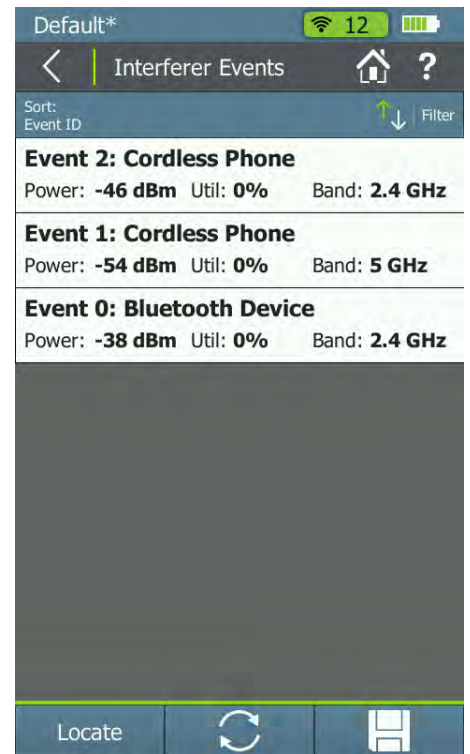 Default* 12
Interferer Events ?
Sort:
Event ID Filter
Event 2: Cordless Phone
Power: -46 dBm Util: 0% Band: 2.4 GHz
Event 1: Cordless Phone
Power: -54 dBm Util: 0% Band: 5 GHz
Event 0: Bluetooth Device
Power: -38 dBm Util: 0% Band: 2.4 GHz
Locate